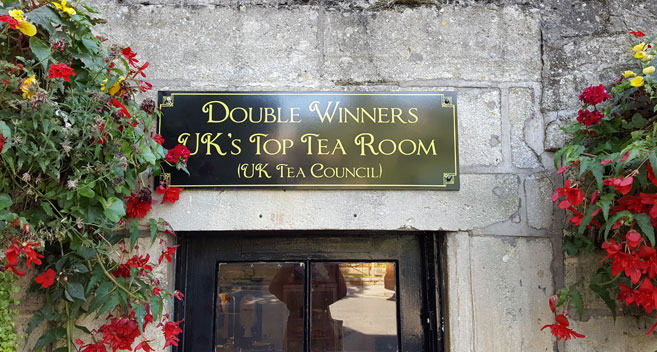 Double Winners
UK's Top Tea Room
(UK Tea Council)